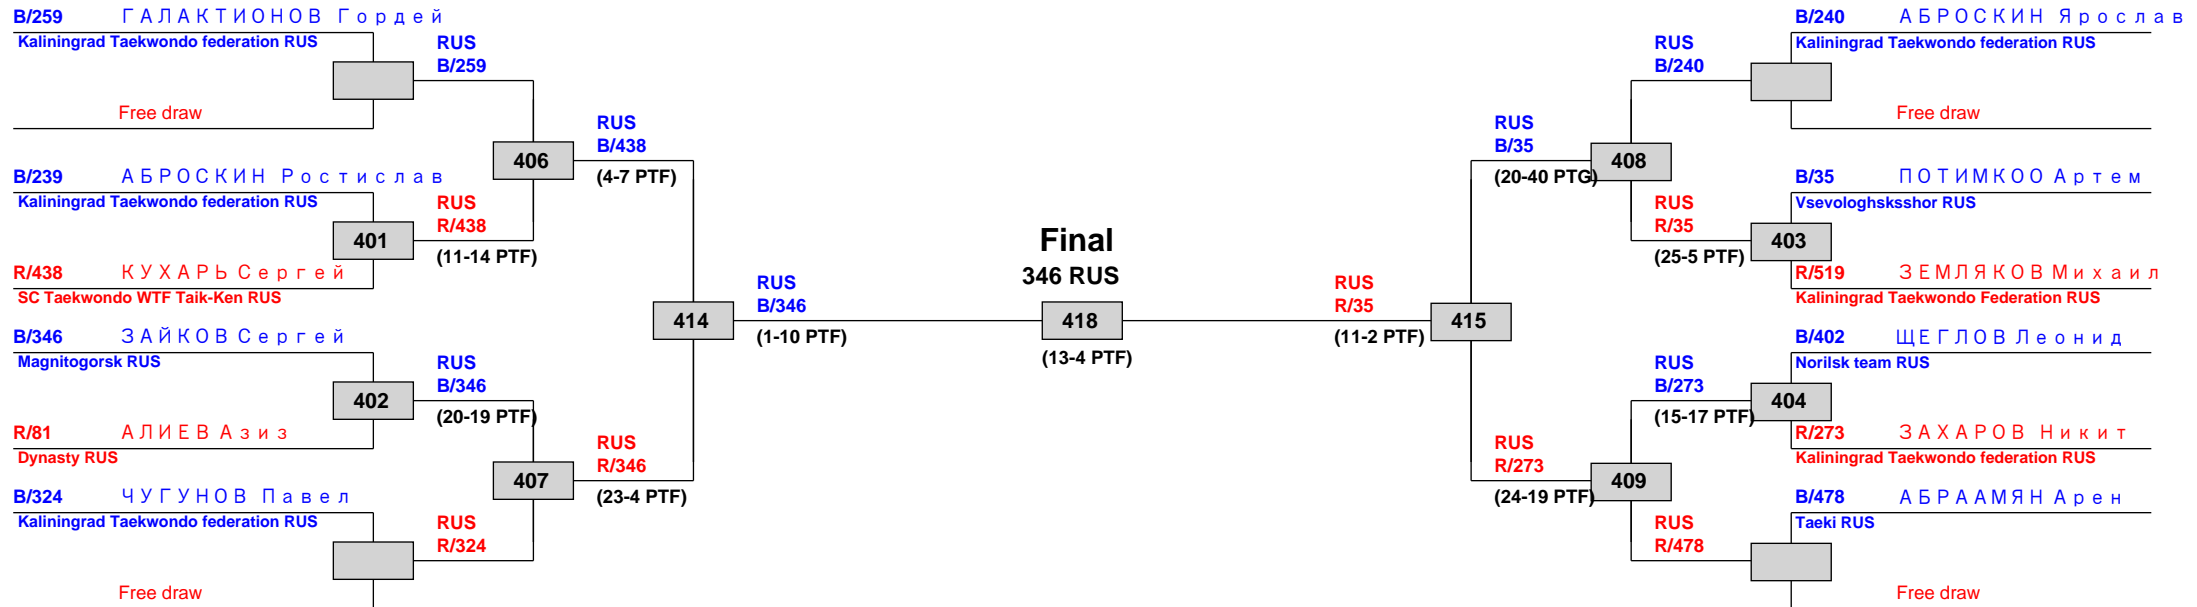 B/259 ГАЛАКТИОНОВ Гордей
Kaliningrad Taekwondo federation RUS
Free draw
B/239 АБРОСКИН Ростислав
Kaliningrad Taekwondo federation RUS
R/438 КУХАРЬ Сергей
SC Taekwondo WTF Taik-Ken RUS
B/346 ЗАЙКОВ Сергей
Magnitogorsk RUS
R/81 АЛИЕВ Азиз
Dynasty RUS
B/324 ЧУГУНОВ Павел
Kaliningrad Taekwondo federation RUS
Free draw
RUS
B/259
401
RUS
R/438
(11-14 PTF)
402
RUS
B/346
(20-19 PTF)
RUS
R/324
406
RUS
B/438
(4-7 PTF)
407
RUS
R/346
(23-4 PTF)
414
RUS
B/346
(1-10 PTF)
Final
346 RUS
418
(13-4 PTF)
RUS
R/35
(11-2 PTF)
415
RUS
B/35
(20-40 PTG)
408
RUS
R/273
(24-19 PTF)
409
RUS
B/240
RUS
R/35
(25-5 PTF)
403
RUS
B/273
(15-17 PTF)
404
RUS
R/478
B/240 АБРОСКИН Ярослав
Kaliningrad Taekwondo federation RUS
Free draw
B/35 ПОТИМКОО Артем
Vsevologhsksshor RUS
R/519 ЗЕМЛЯКОВ Михаил
Kaliningrad Taekwondo Federation RUS
B/402 ЩЕГЛОВ Леонид
Norilsk team RUS
R/273 ЗАХАРОВ Никит
Kaliningrad Taekwondo federation RUS
B/478 АБРААМЯН Арен
Taeki RUS
Free draw